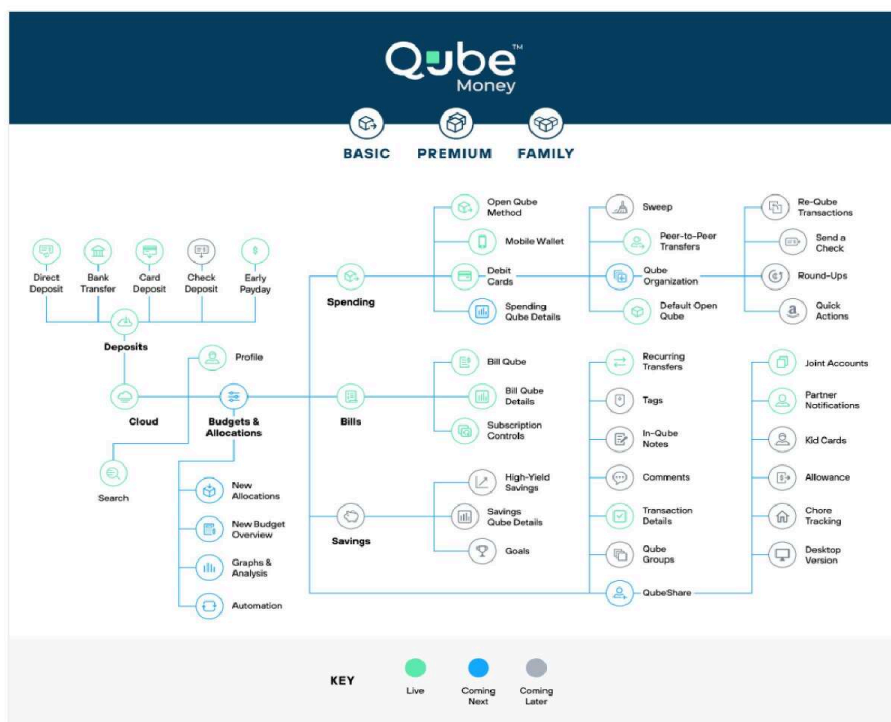 Qube™
Money
BASIC
PREMIUM
FAMILY
Direct
Deposit
Bank
Transfer
Card
Deposit
Check
Deposit
Early
Payday
Deposits
Profile
Cloud
Budgets &
Allocations
Search
New
Allocations
New Budget
Overview
Graphs &
Analysis
Automation
Spending
Open Qube
Method
Mobile Wallet
Debit
Cards
Spending
Qube Details
Sweep
Peer-to-Peer
Transfers
Qube
Organization
Default Open
Qube
Re-Qube
Transactions
Send a
Check
Round-Ups
Quick
Actions
Bills
Bill Qube
Bill Qube
Details
Subscription
Controls
Savings
High-Yield
Savings
Savings
Qube Details
Goals
Recurring
Transfers
Tags
In-Qube
Notes
Comments
Transaction
Details
Qube
Groups
QubeShare
Joint Accounts
Partner
Notifications
Kid Cards
Allowance
Chore
Tracking
Desktop
Version
KEY
Live
Coming
Next
Coming
Later